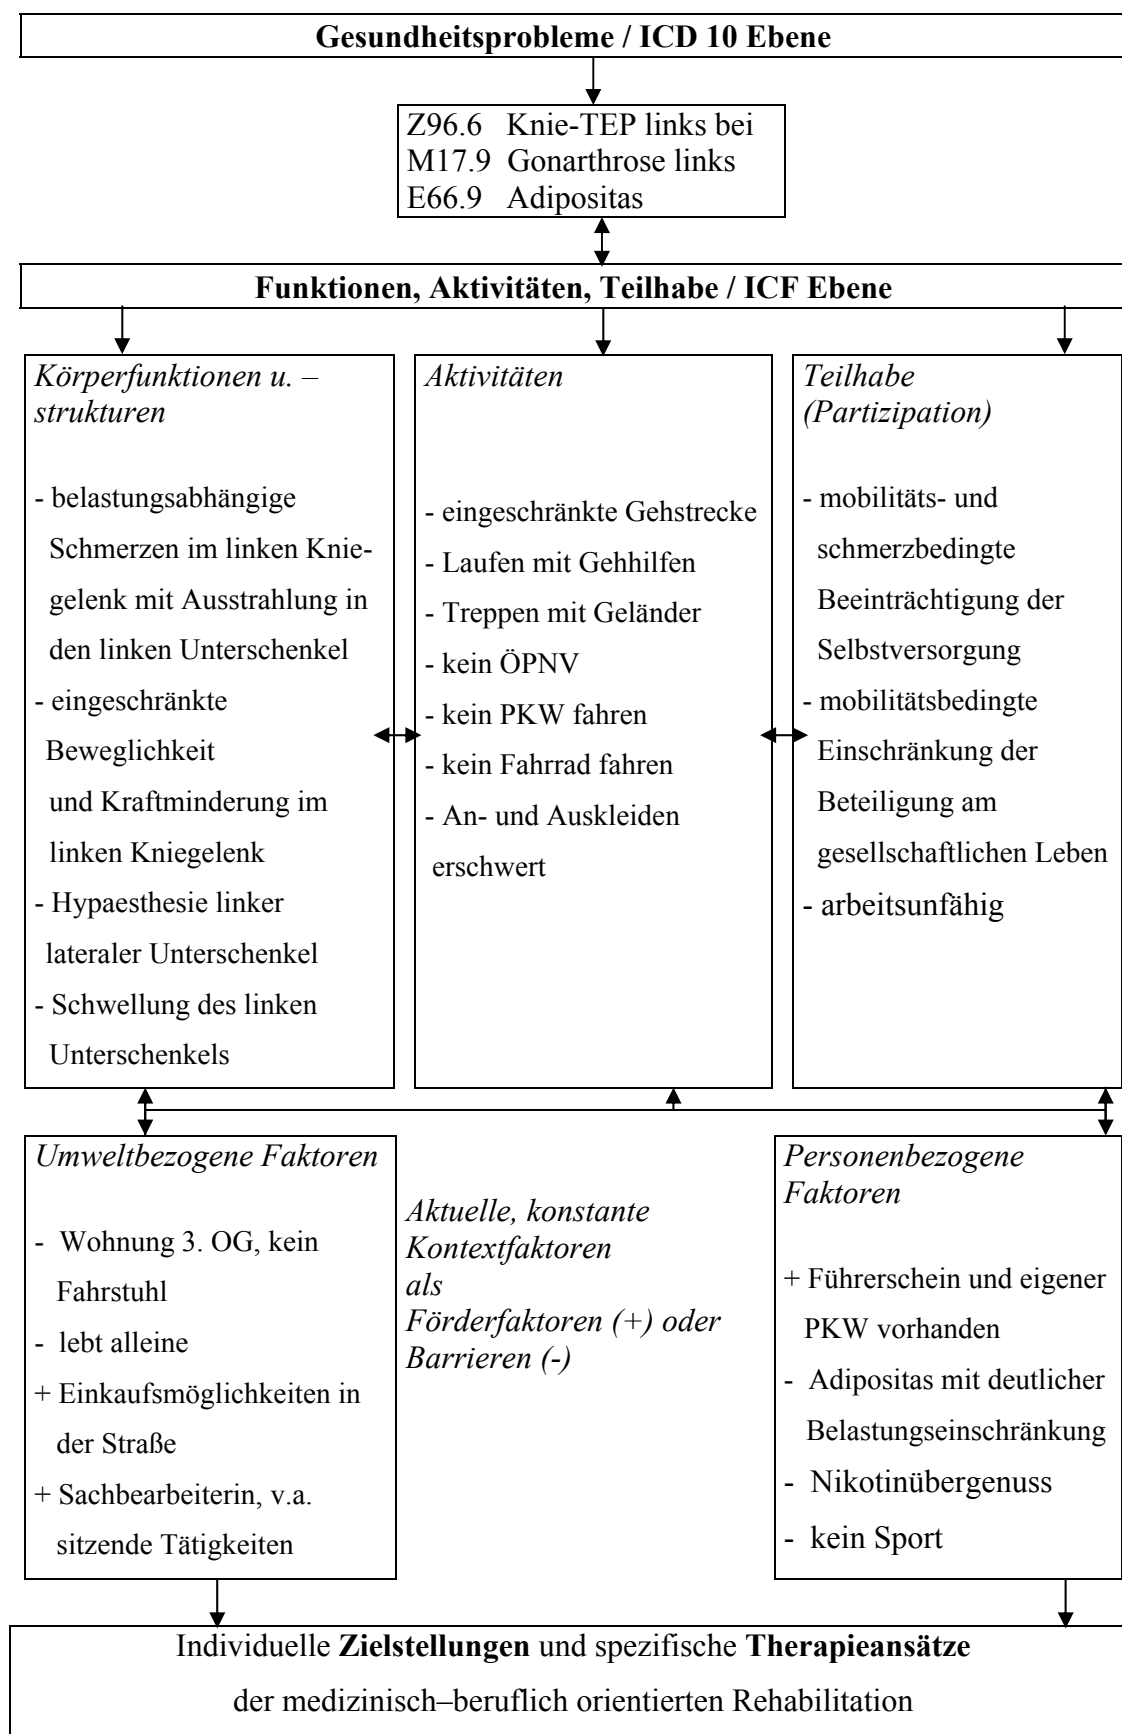 Gesundheitsprobleme / ICD 10 Ebene
Z96.6 Knie-TEP links bei
M17.9 Gonarthrose links
E66.9 Adipositas
Funktionen, Aktivitäten, Teilhabe / ICF Ebene
Körperfunktionen u. –
strukturen
- belastungsabhängige
Schmerzen im linken Knie-
gelenk mit Ausstrahlung in
den linken Unterschenkel
- eingeschränkte
Beweglichkeit
und Kraftminderung im
linken Kniegelenk
- Hypaesthesie linker
lateraler Unterschenkel
- Schwellung des linken
Unterschenkels
Aktivitäten
- eingeschränkte Gehstrecke
- Laufen mit Gehhilfen
- Treppen mit Geländer
- kein ÖPNV
- kein PKW fahren
- kein Fahrrad fahren
- An- und Auskleiden
erschwert
Teilhabe
(Partizipation)
- mobilitäts- und
schmerzbedingte
Beeinträchtigung der
Selbstversorgung
- mobilitätsbedingte
Einschränkung der
Beteiligung am
gesellschaftlichen Leben
- arbeitsunfähig
Umweltbezogene Faktoren
- Wohnung 3. OG, kein
Fahrstuhl
- lebt alleine
+ Einkaufsmöglichkeiten in
der Straße
+ Sachbearbeiterin, v.a.
sitzende Tätigkeiten
Aktuelle, konstante
Kontextfaktoren
als
Förderfaktoren (+) oder
Barrieren (-)
Personenbezogene
Faktoren
+ Führerschein und eigener
PKW vorhanden
- Adipositas mit deutlicher
Belastungseinschränkung
- Nikotinübergenuss
- kein Sport
Individuelle Zielstellungen und spezifische Therapieansätze
der medizinisch–beruflich orientierten Rehabilitation